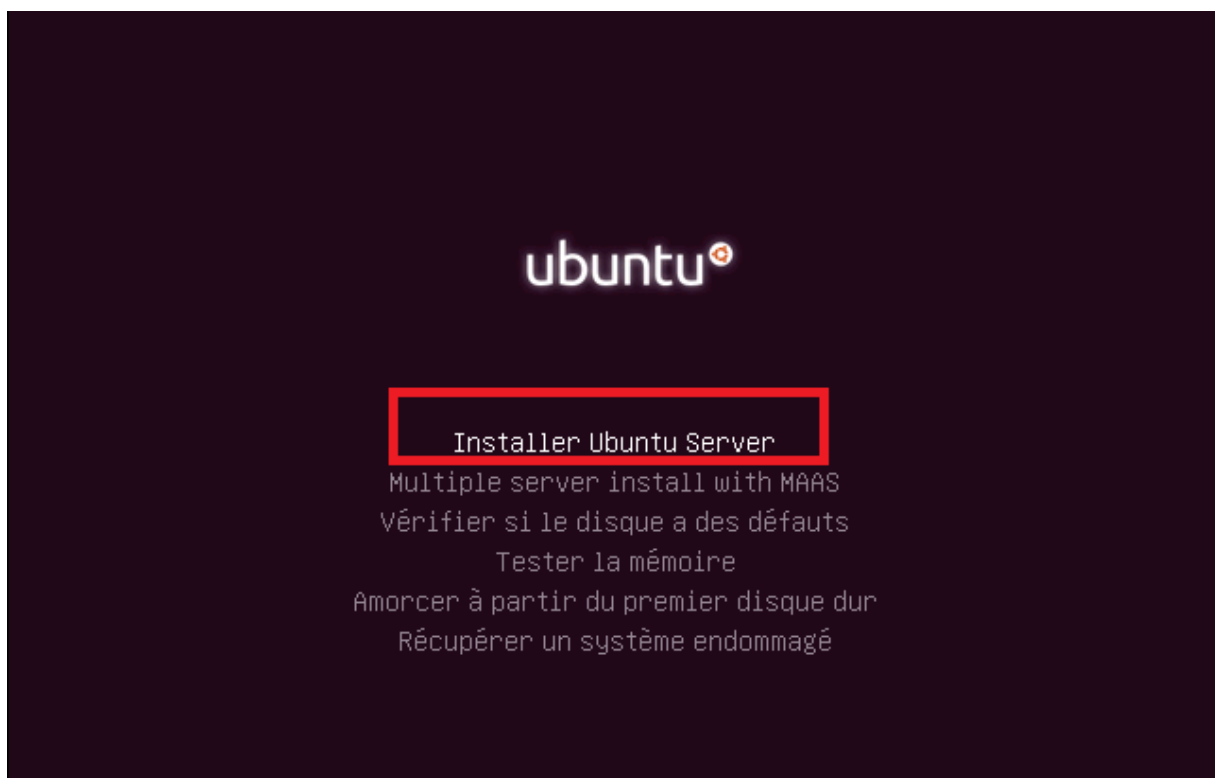 ubuntu
Installer Ubuntu Server
Multiple server install with MAAS
Vérifier si le disque a des défauts
Tester la mémoire
Amorcer à partir du premier disque dur
Récupérer un système endommagé